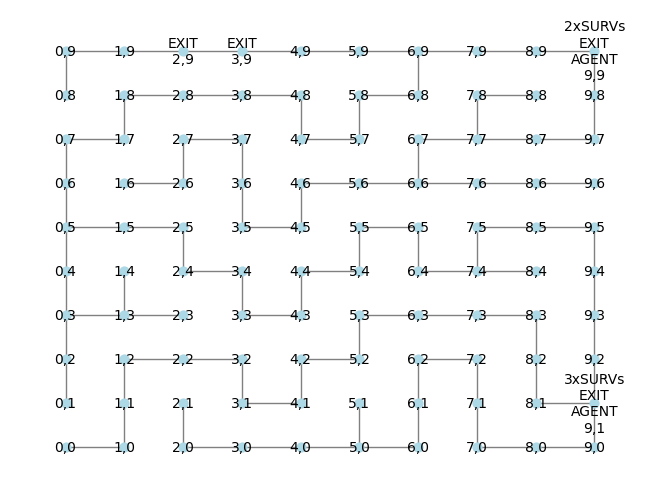 2xSURVs
EXIT EXIT EXIT
0,9 1,9 2,9 3,9 4,9 5,9 6,9 7,9 8,9 AGENT
9,9
0,8 1,8 2,8 3,8 4,8 5,8 6,8 7,8 8,8 9,8
0,7 1,7 2,7 3,7 4,7 5,7 6,7 7,7 8,7 9,7
0,6 1,6 2,6 3,6 4,6 5,6 6,6 7,6 8,6 9,6
0,5 1,5 2,5 3,5 4,5 5,5 6,5 7,5 8,5 9,5
0,4 1,4 2,4 3,4 4,4 5,4 6,4 7,4 8,4 9,4
0,3 1,3 2,3 3,3 4,3 5,3 6,3 7,3 8,3 9,3
0,2 1,2 2,2 3,2 4,2 5,2 6,2 7,2 8,2 9,2
3xSURVs
EXIT
0,1 1,1 2,1 3,1 4,1 5,1 6,1 7,1 8,1 AGENT
9,1
0,0 1,0 2,0 3,0 4,0 5,0 6,0 7,0 8,0 9,0